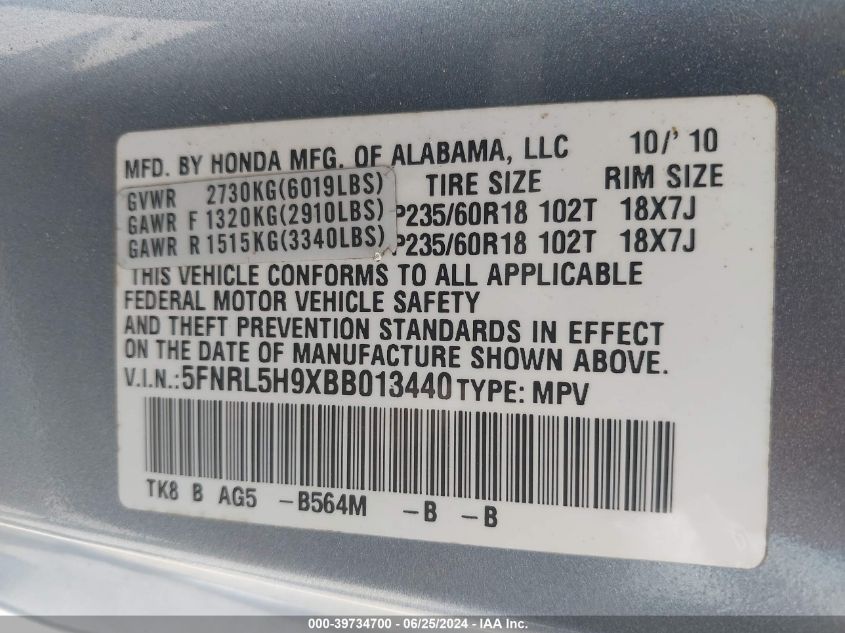 MFD. BY HONDA MFG. OF ALABAMA, LLC 10/'10
GVWR 2730KG(6019LBS) TIRE SIZE RIM SIZE
GAWR F 1320KG(2910LBS) P235/60R18 102T 18X7J
GAWR R 1515KG(3340LBS) P235/60R18 102T 18X7J
THIS VEHICLE CONFORMS TO ALL APPLICABLE
FEDERAL MOTOR VEHICLE SAFETY
AND THEFT PREVENTION STANDARDS IN EFFECT
ON THE DATE OF MANUFACTURE SHOWN ABOVE.
V.I.N.:5FNRL5H9XBB013440 TYPE: MPV
TK8 B AG5 -B564M -B -B
000-39734700 - 06/25/2024 - IAA Inc.